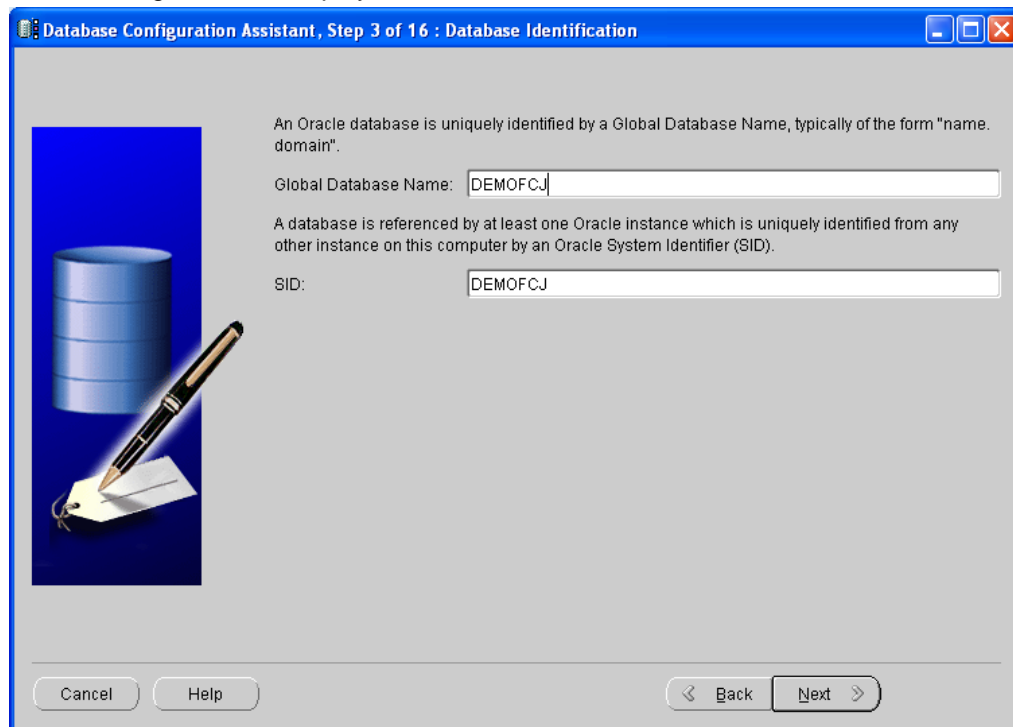 Database Configuration Assistant, Step 3 of 16 : Database Identification
An Oracle database is uniquely identified by a Global Database Name, typically of the form "name.
domain".
Global Database Name: DEMOFCJ
A database is referenced by at least one Oracle instance which is uniquely identified from any
other instance on this computer by an Oracle System Identifier (SID).
SID: DEMOFCJ
Cancel Help Back Next